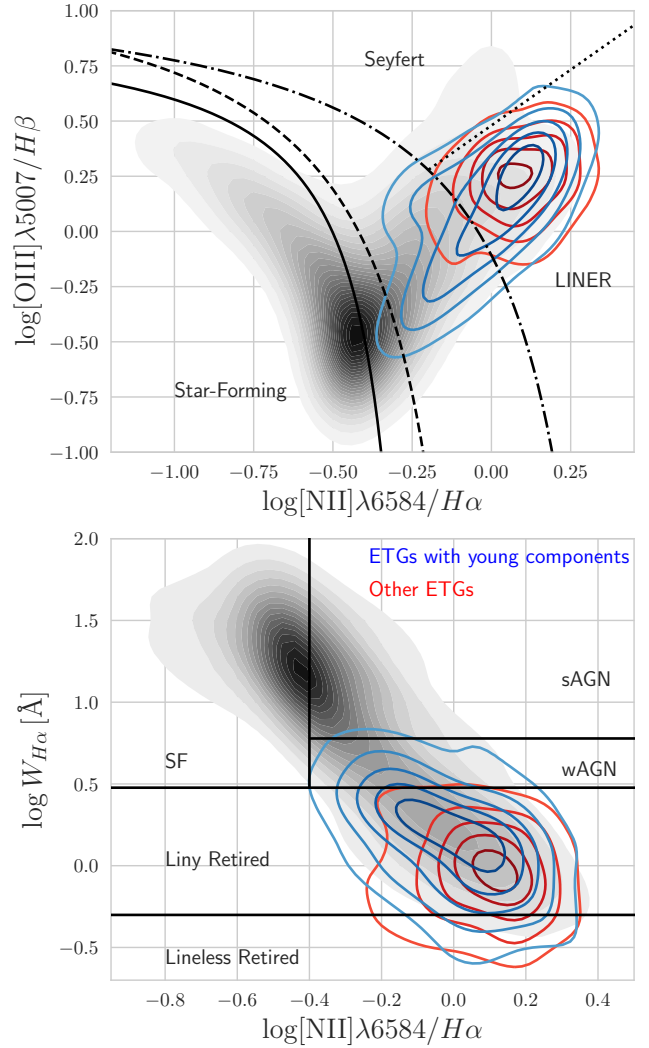 1.00
0.75
0.50
0.25
0.00
−0.25
−0.50
−0.75
−1.00
log[OIII]λ5007/Hβ
Seyfert
LINER
Star-Forming
−1.00 −0.75 −0.50 −0.25 0.00 0.25
log[NII]λ6584/Hα
2.0
1.5
1.0
0.5
0.0
−0.5
log W_{Hα} [Å]
ETGs with young components
Other ETGs
sAGN
SF
wAGN
Liny Retired
Lineless Retired
−0.8 −0.6 −0.4 −0.2 0.0 0.2 0.4
log[NII]λ6584/Hα